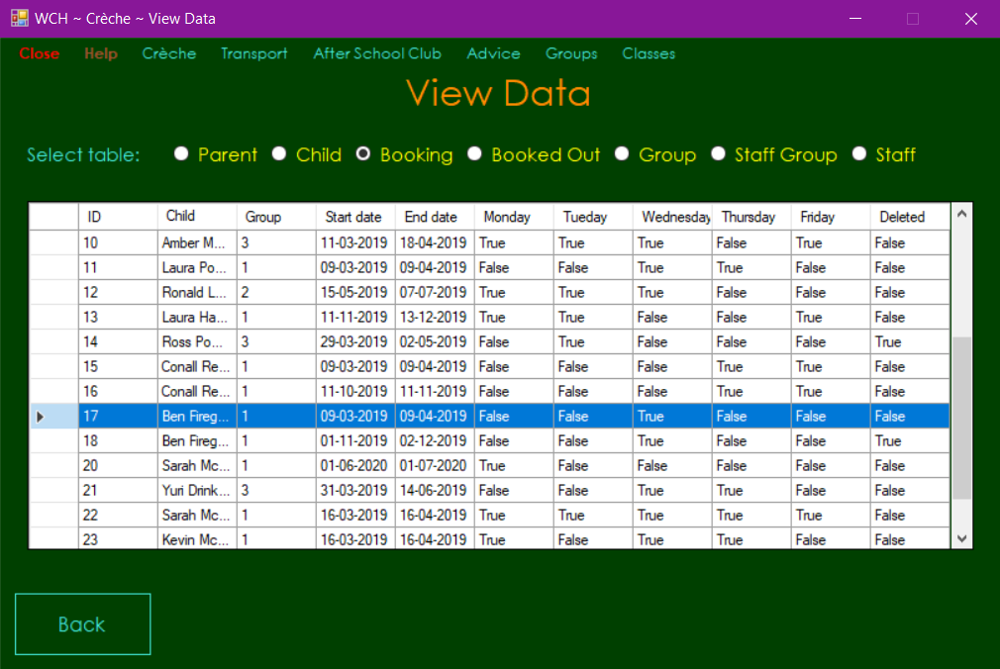 WCH ~ Crèche ~ View Data
Close Help Crèche Transport After School Club Advice Groups Classes
View Data
Select table: Parent Child Booking Booked Out Group Staff Group Staff
ID Child Group Start date End date Monday Tueday Wednesday Thursday Friday Deleted
10 Amber M... 3 11-03-2019 18-04-2019 True True True False True False
11 Laura Po... 1 09-03-2019 09-04-2019 False False True True False False
12 Ronald L... 2 15-05-2019 07-07-2019 True True True False False False
13 Laura Ha... 1 11-11-2019 13-12-2019 True True False False True False
14 Ross Po... 3 29-03-2019 02-05-2019 False True False False False True
15 Conall Re... 1 09-03-2019 09-04-2019 False False False True True False
16 Conall Re... 1 11-10-2019 11-11-2019 False False False True True False
17 Ben Fireg... 1 09-03-2019 09-04-2019 False False True False False False
18 Ben Fireg... 1 01-11-2019 02-12-2019 False False True False False True
20 Sarah Mc... 1 01-06-2020 01-07-2020 True False False False False False
21 Yuri Drink... 3 31-03-2019 14-06-2019 False False True True False False
22 Sarah Mc... 1 16-03-2019 16-04-2019 True True True True True False
23 Kevin Mc... 1 16-03-2019 16-04-2019 True False True True False False
Back